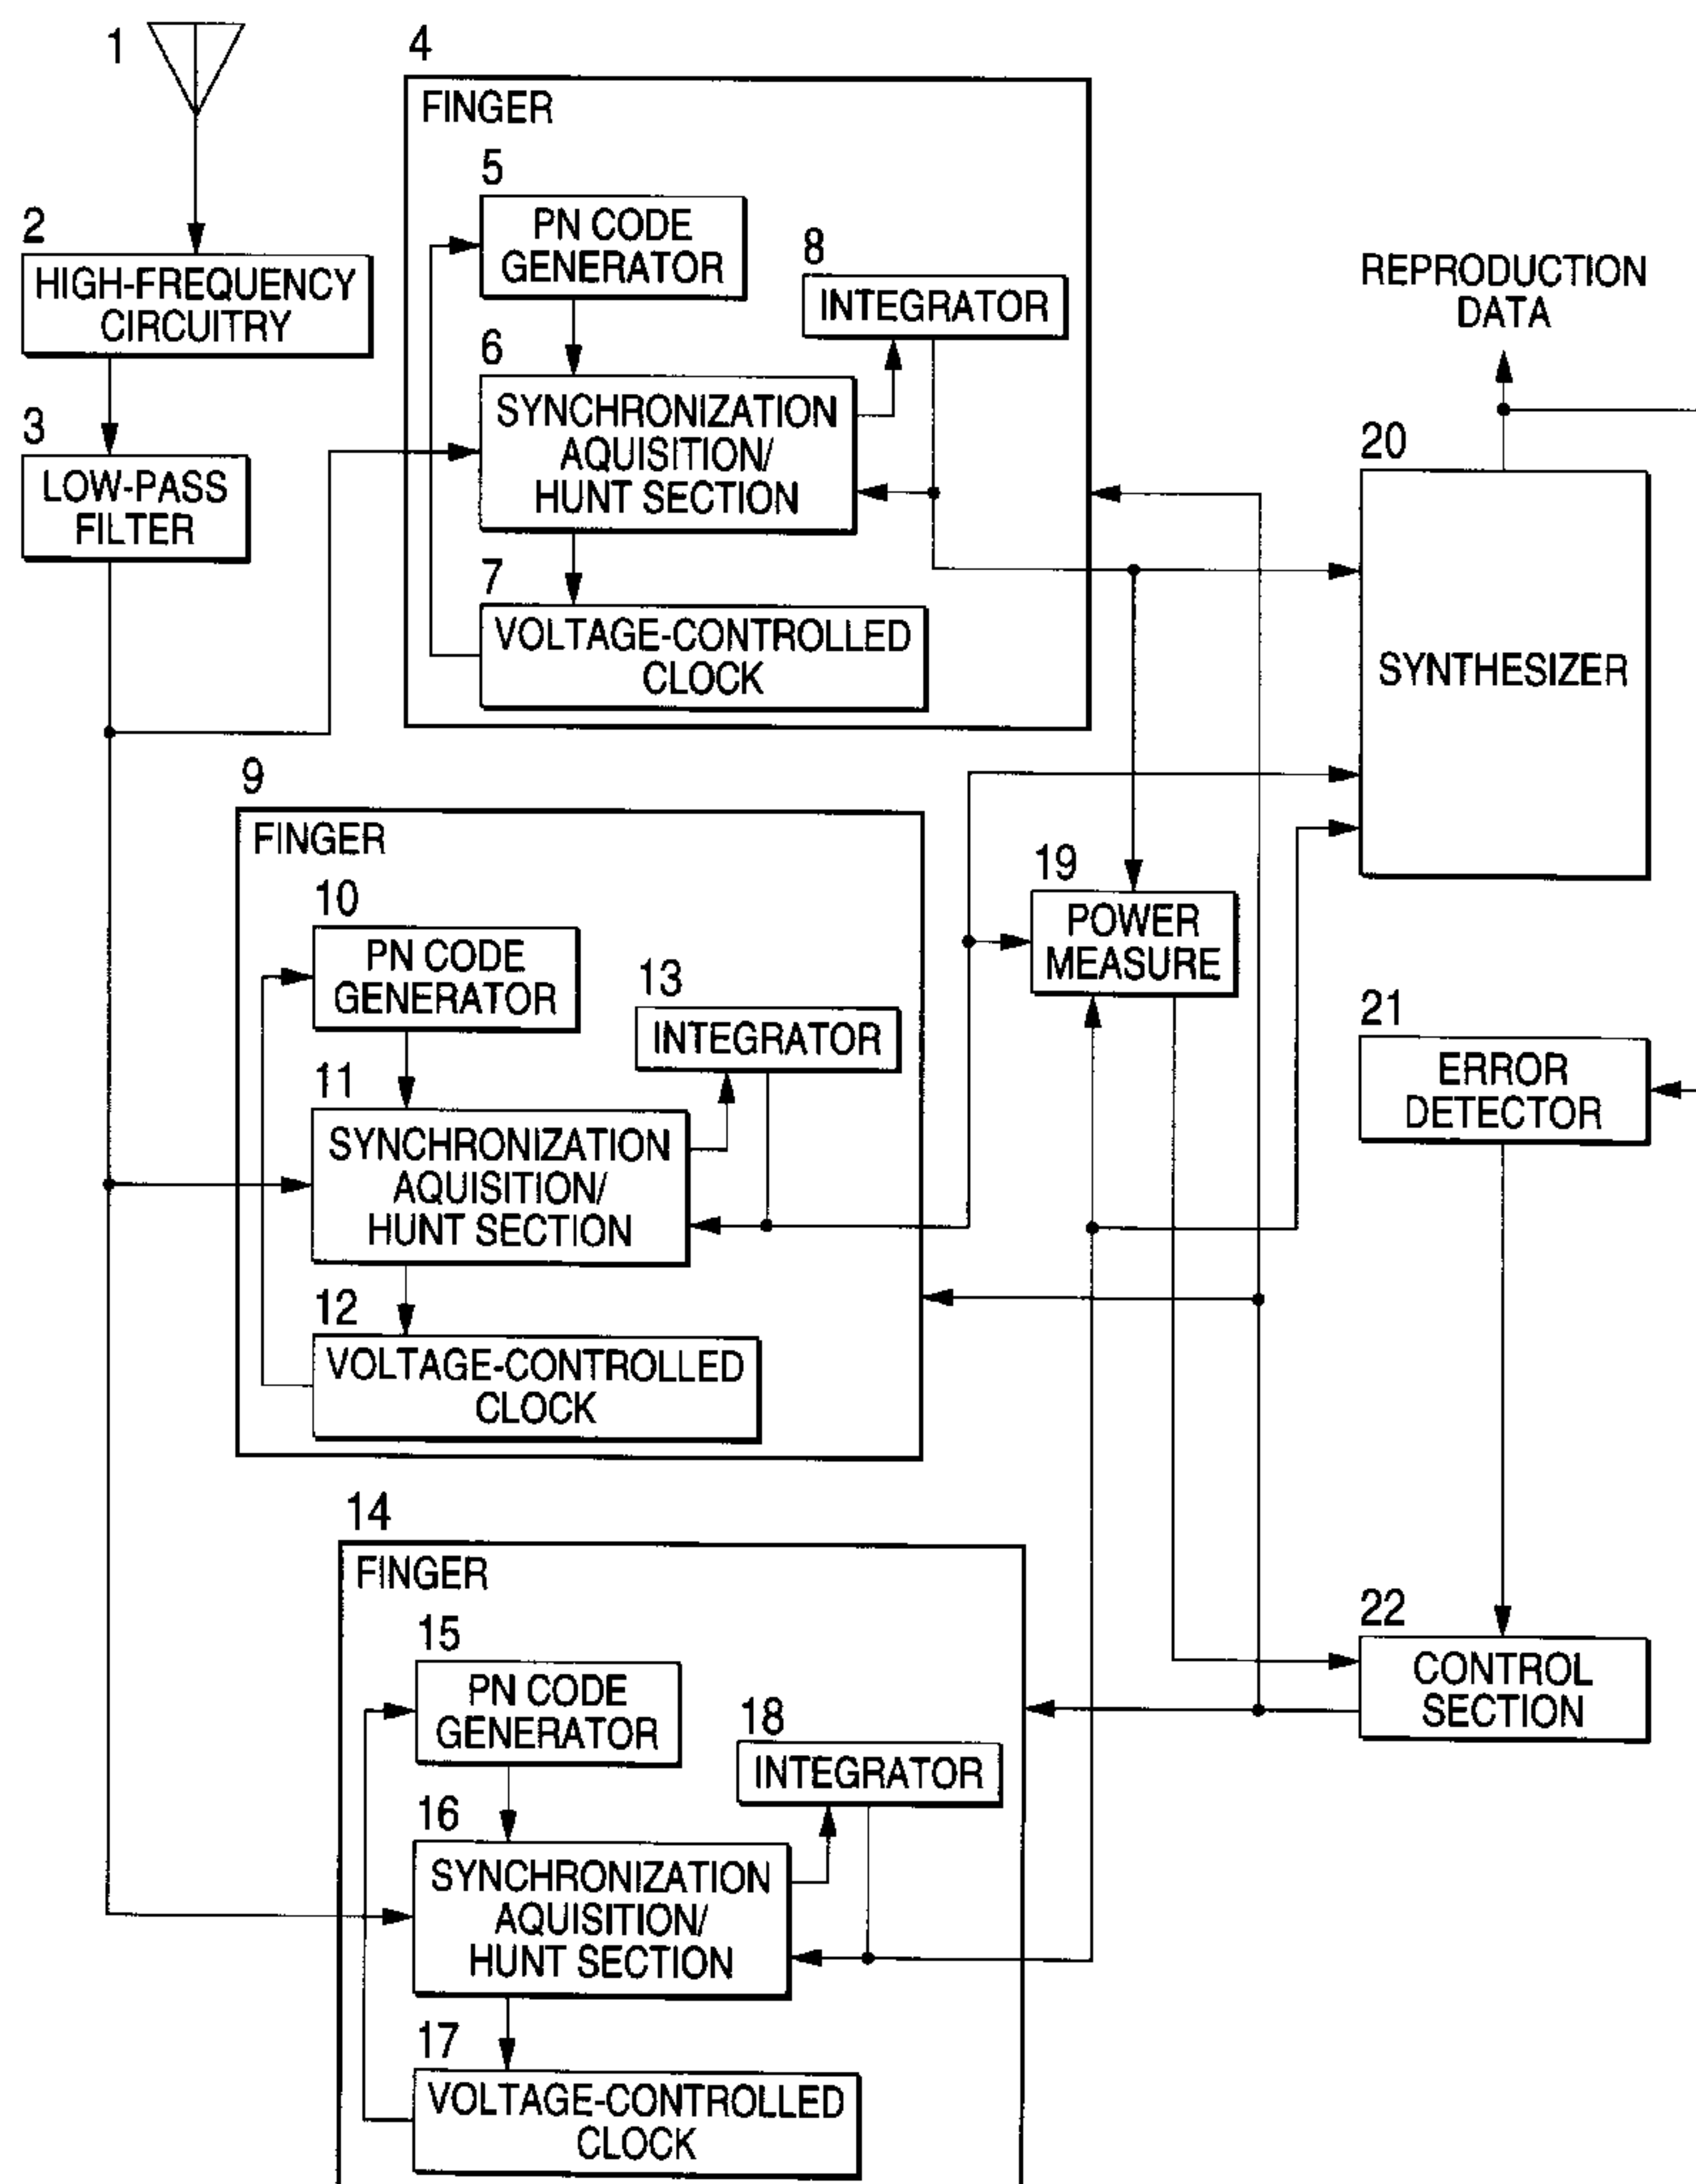 1
2
HIGH-FREQUENCY
CIRCUITRY
3
LOW-PASS
FILTER
4
FINGER
5
PN CODE
GENERATOR
6
SYNCHRONIZATION
AQUISITION/
HUNT SECTION
7
VOLTAGE-CONTROLLED
CLOCK
8
INTEGRATOR
9
FINGER
10
PN CODE
GENERATOR
11
SYNCHRONIZATION
AQUISITION/
HUNT SECTION
12
VOLTAGE-CONTROLLED
CLOCK
13
INTEGRATOR
14
FINGER
15
PN CODE
GENERATOR
16
SYNCHRONIZATION
AQUISITION/
HUNT SECTION
17
VOLTAGE-CONTROLLED
CLOCK
18
INTEGRATOR
19
POWER
MEASURE
REPRODUCTION
DATA
20
SYNTHESIZER
21
ERROR
DETECTOR
22
CONTROL
SECTION